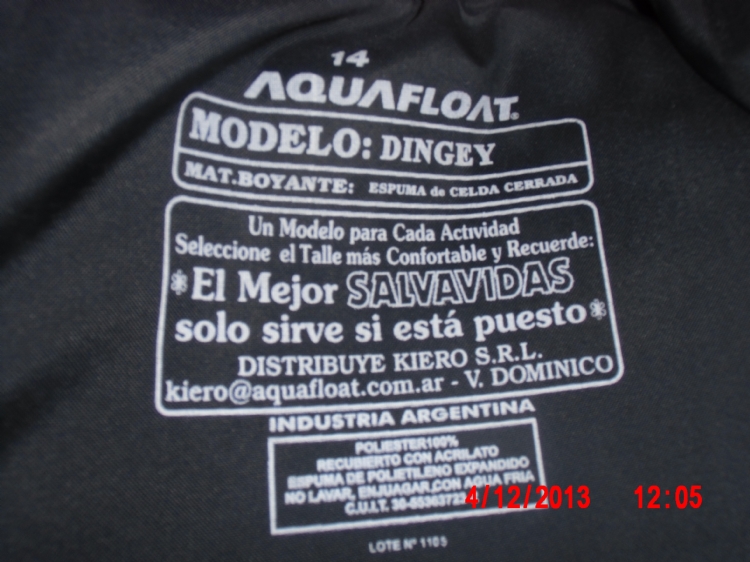 14
AQUAFLOAT®
MODELO: DINGEY
MAT.BOYANTE: ESPUMA de CELDA CERRADA
Un Modelo para Cada Actividad
Seleccione el Talle más Confortable y Recuerde:
El Mejor SALVAVIDAS
solo sirve si está puesto
DISTRIBUYE KIERO S.R.L.
kiero@aquafloat.com.ar - V. DOMINICO
INDUSTRIA ARGENTINA
POLIESTER100%
RECUBIERTO CON ACRILATO
ESPUMA DE POLIETILENO EXPANDIDO
NO LAVAR, ENJUAGAR.CON AGUA FRIA
C.U.I.T.
LOTE Nº 1105
4/12/2013 12:05